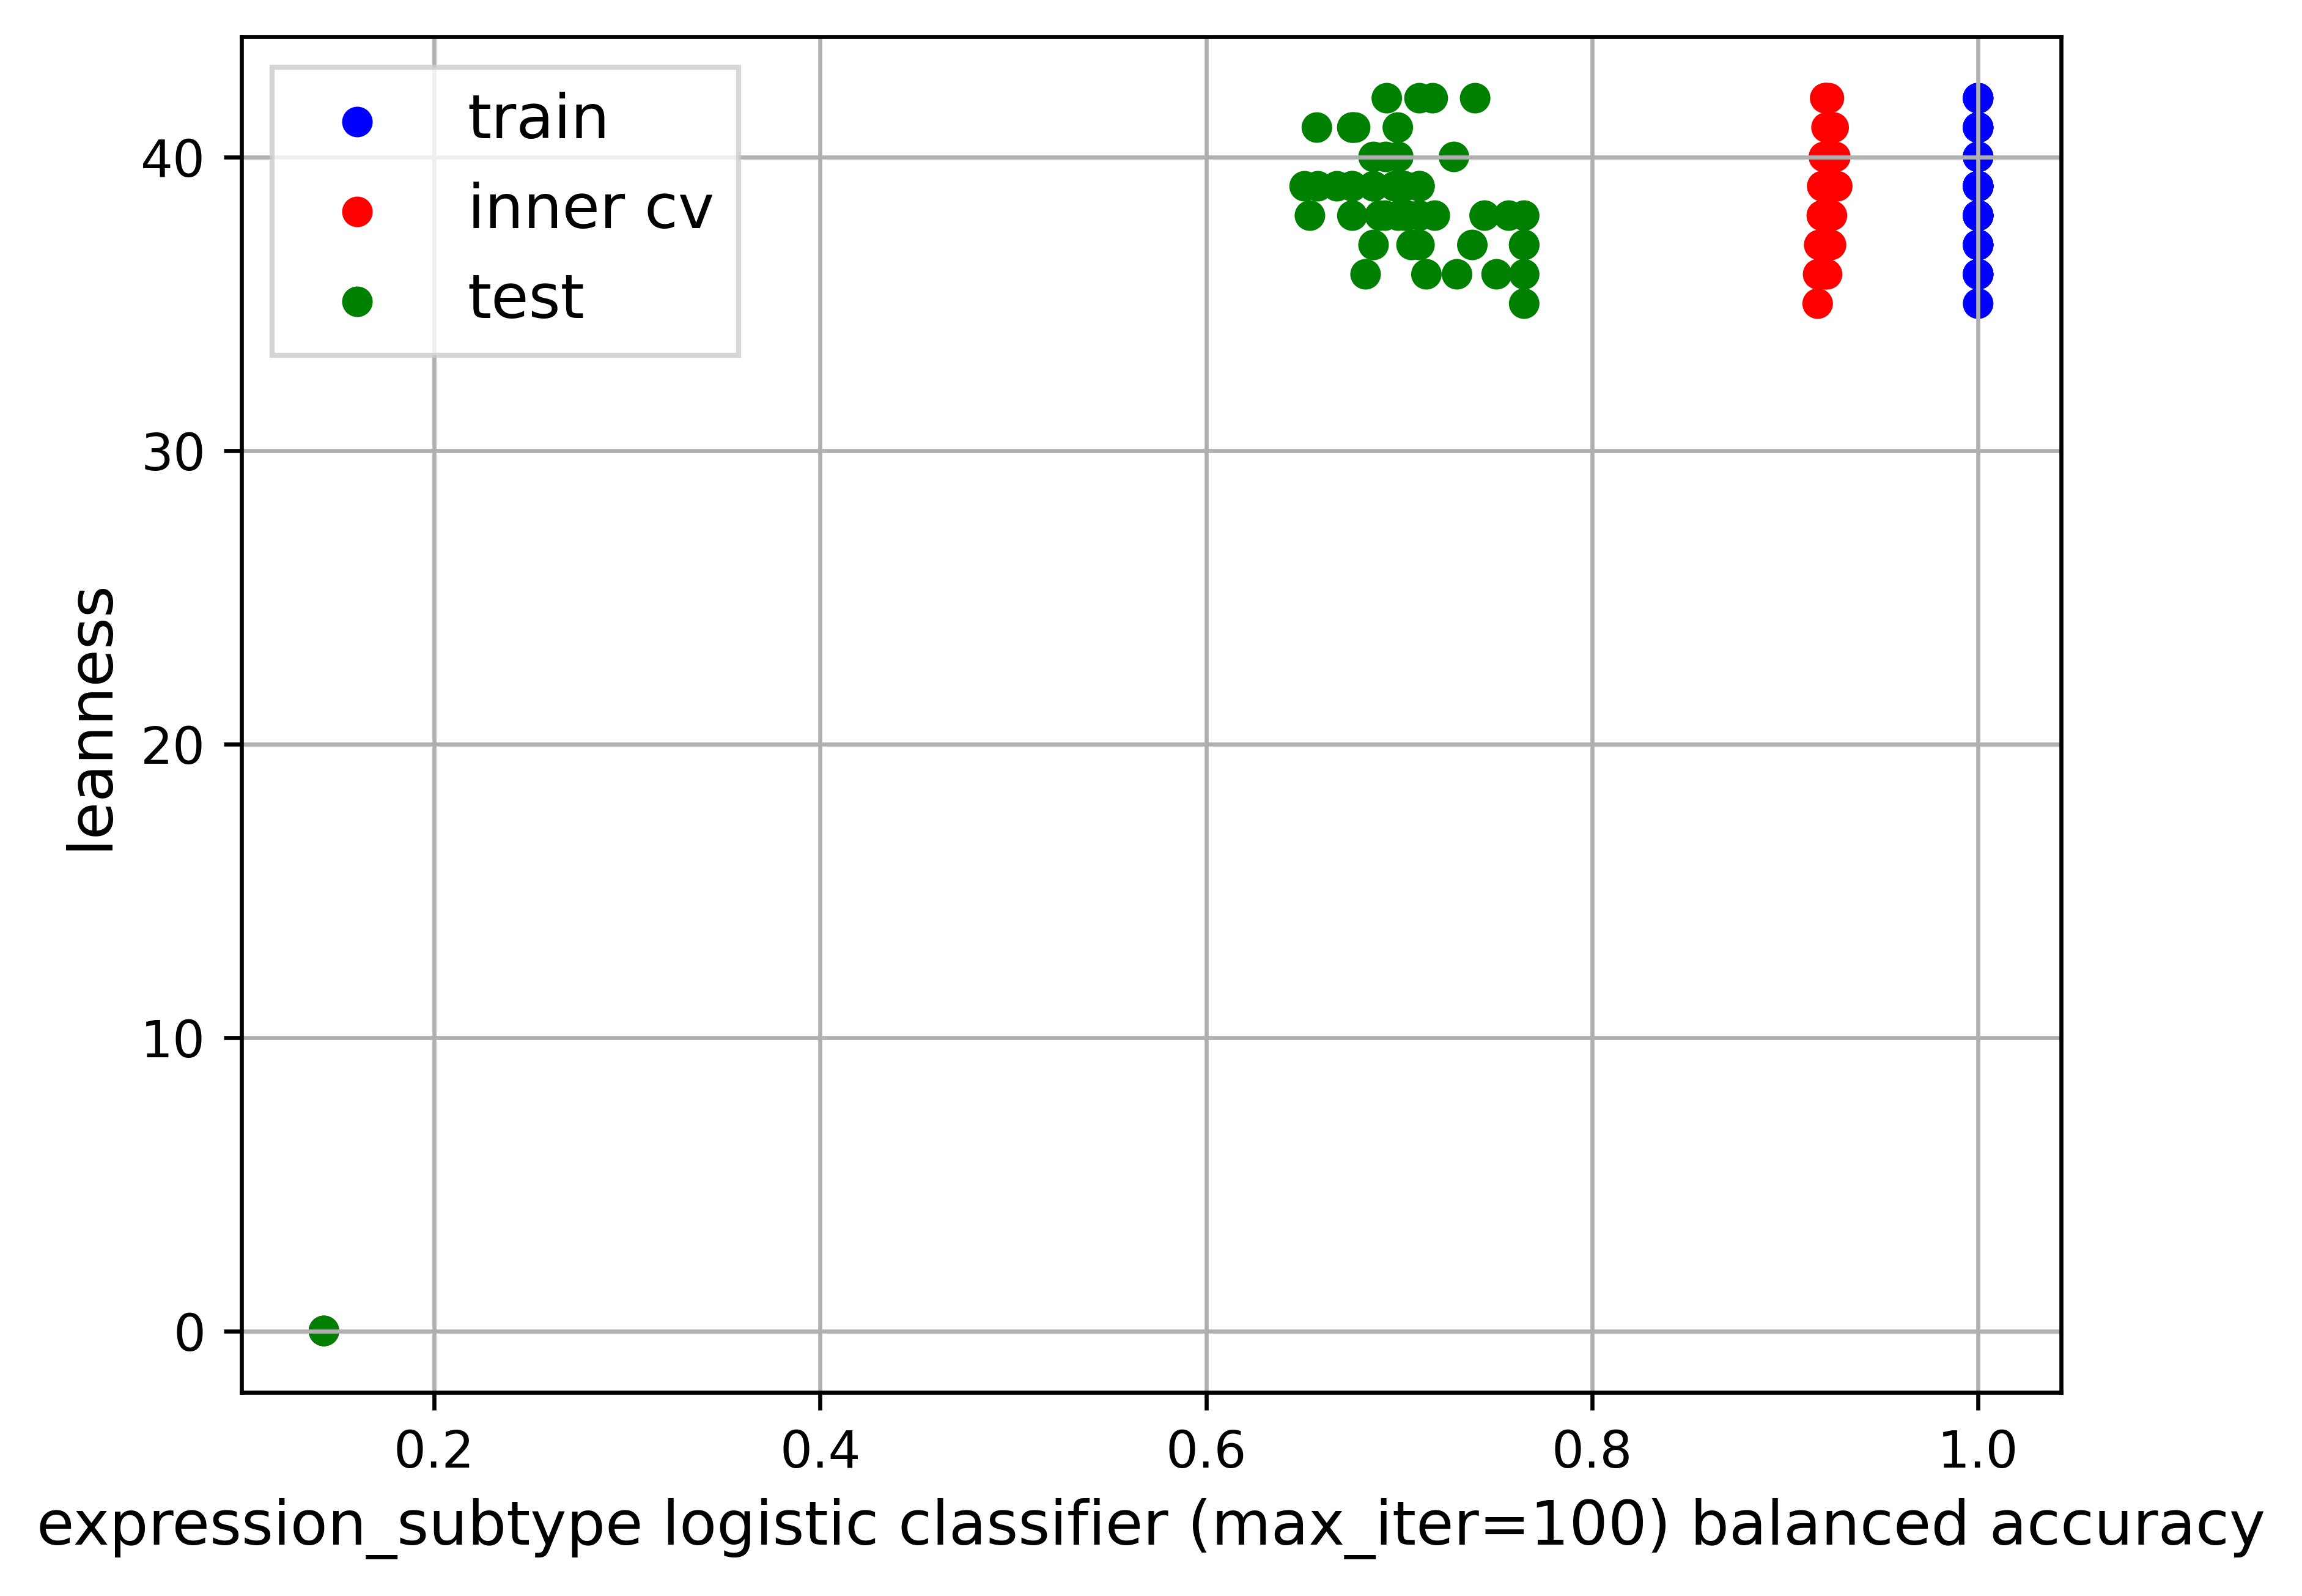 train
inner cv
test
40
30
20
10
0
leanness
0.2 0.4 0.6 0.8 1.0
expression_subtype logistic classifier (max_iter=100) balanced accuracy